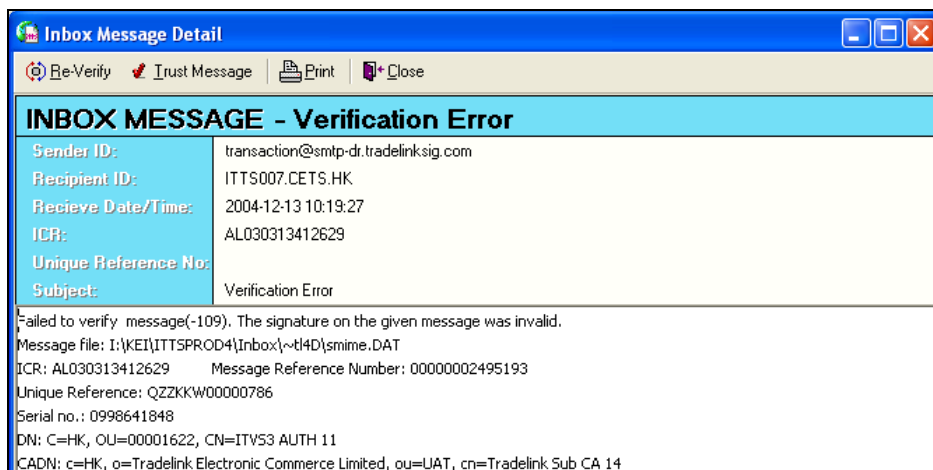 Inbox Message Detail
Re-Verify Trust Message Print Close
INBOX MESSAGE - Verification Error
Sender ID: transaction@smtp-dr.tradelinksig.com
Recipient ID: ITTS007.CETS.HK
Recieve Date/Time: 2004-12-13 10:19:27
ICR: AL030313412629
Unique Reference No:
Subject: Verification Error
Failed to verify message(-109). The signature on the given message was invalid.
Message file: I:\KEI\ITTSPROD4\Inbox\~tl4D\smime.DAT
ICR: AL030313412629 Message Reference Number: 00000002495193
Unique Reference: QZZKKW00000786
Serial no.: 0998641848
DN: C=HK, OU=00001622, CN=ITVS3 AUTH 11
CADN: c=HK, o=Tradelink Electronic Commerce Limited, ou=UAT, cn=Tradelink Sub CA 14